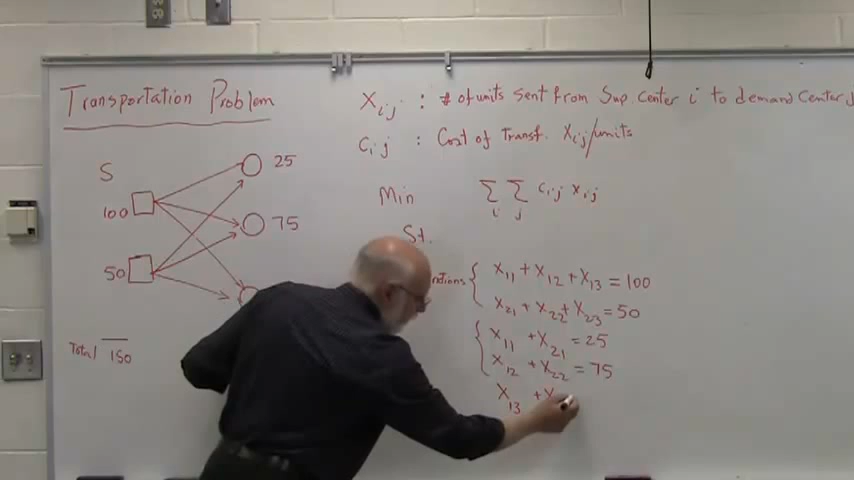 Transportation Problem
S
100
50
25
75
Total 150
Xij : # of units sent from Sup. Center i to demand Center j
Cij : Cost of Transf. Xij/units
Min Σi Σj Cij Xij
St.
X11 + X12 + X13 = 100
X21 + X22 + X23 = 50
X11 + X21 = 25
X12 + X22 = 75
X13 + X